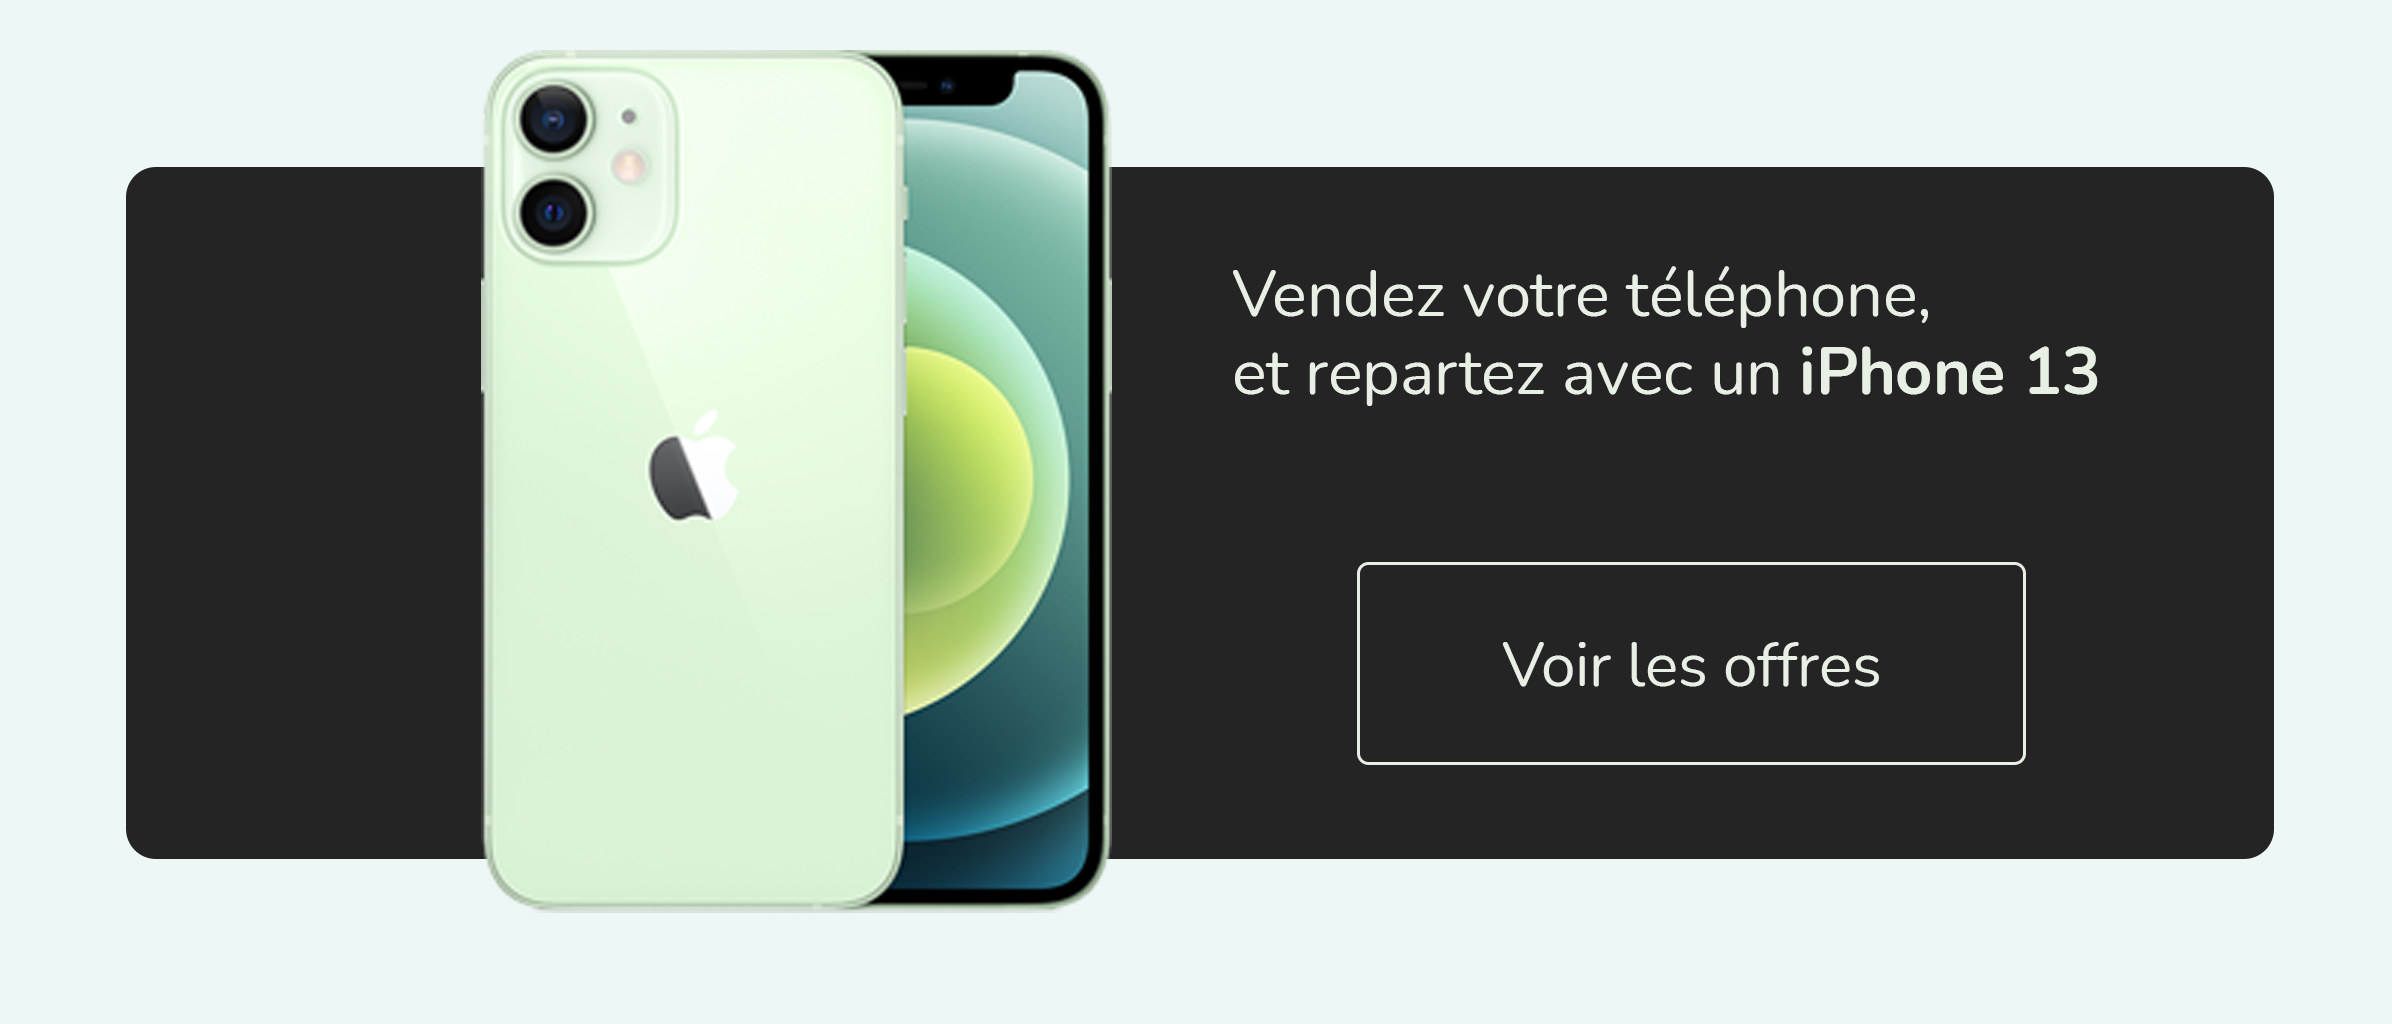 Vendez votre téléphone,
et repartez avec un iPhone 13
Voir les offres